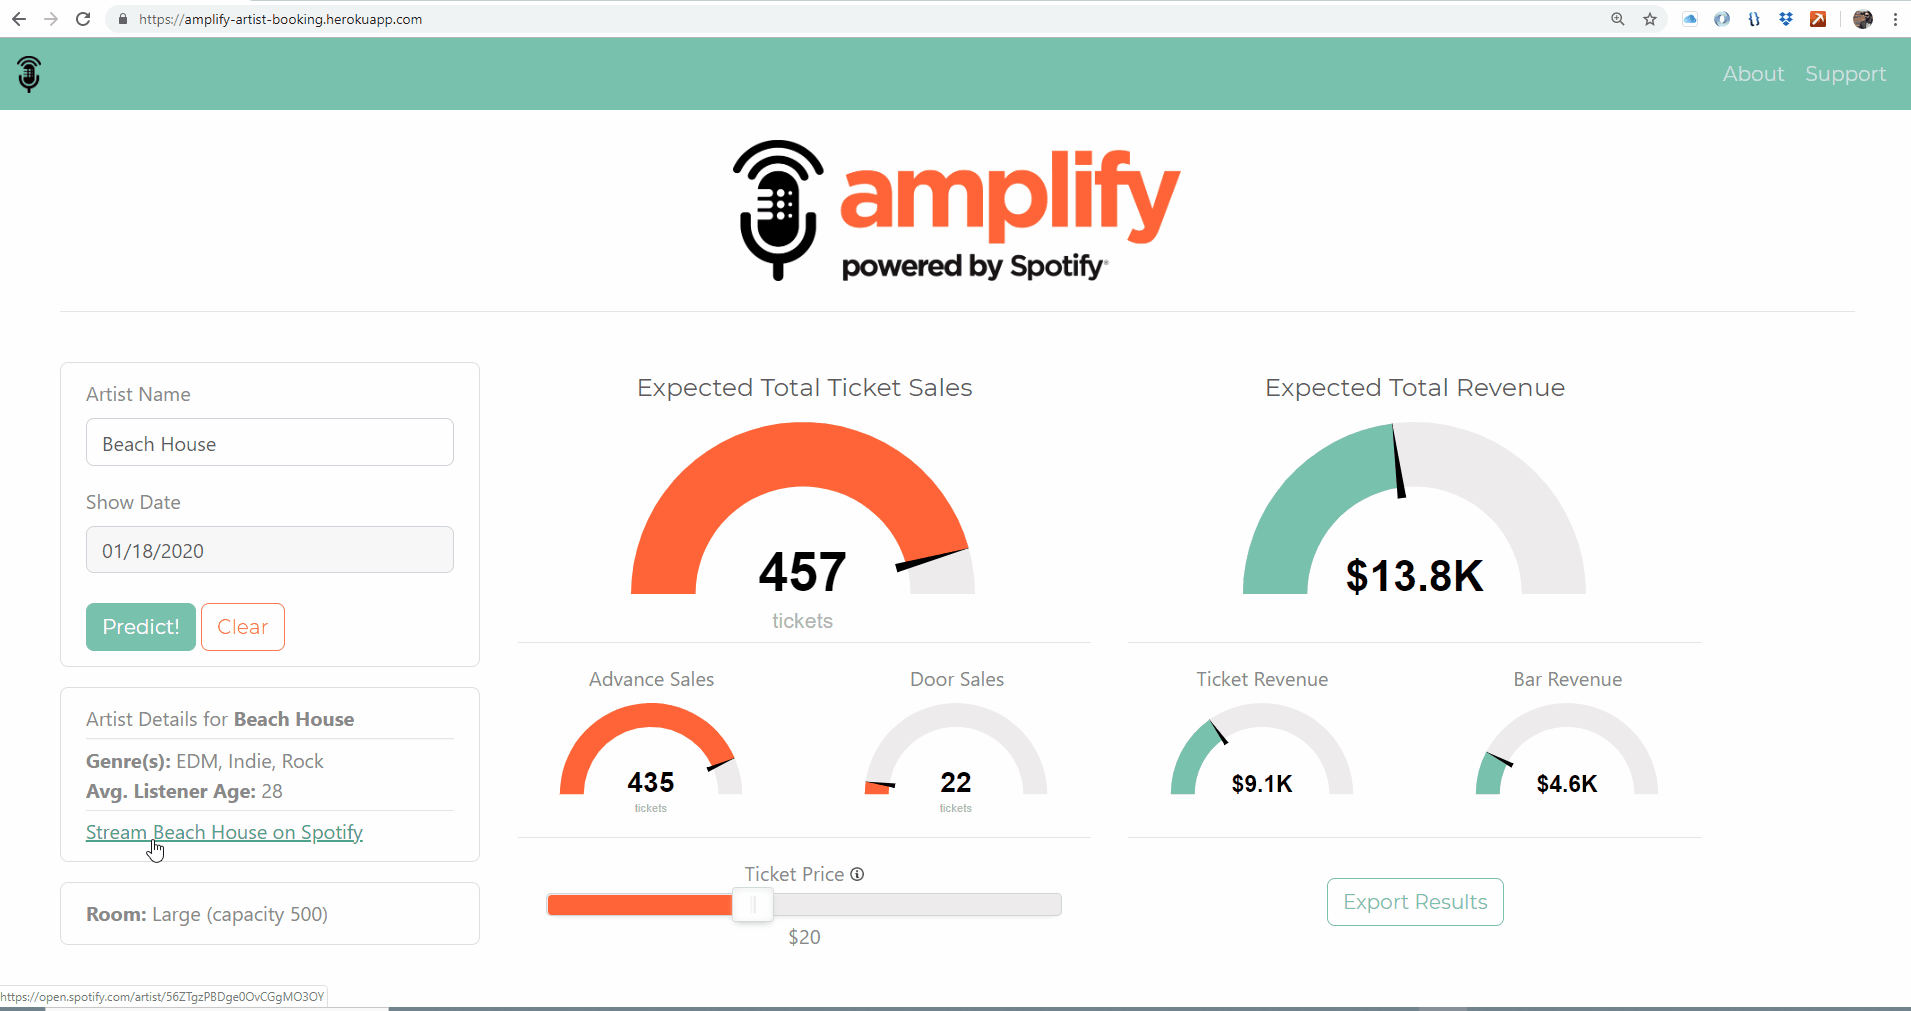 https://amplify-artist-booking.herokuapp.com
About Support
amplify
powered by Spotify®
Artist Name
Beach House
Show Date
01/18/2020
Predict! Clear
Artist Details for Beach House
Genre(s): EDM, Indie, Rock
Avg. Listener Age: 28
Stream Beach House on Spotify
Room: Large (capacity 500)
Expected Total Ticket Sales
457
tickets
Advance Sales
435
tickets
Door Sales
22
tickets
Ticket Price
$20
Expected Total Revenue
$13.8K
Ticket Revenue
$9.1K
Bar Revenue
$4.6K
Export Results
https://open.spotify.com/artist/56ZTgzPBDge0OvCGgMO3OY